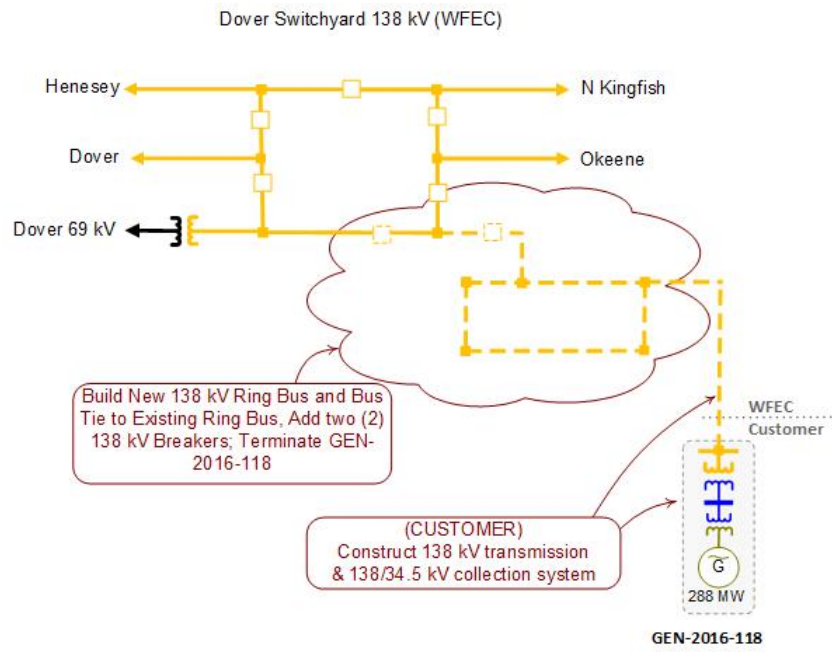 Dover Switchyard 138 kV (WFEC)
Henesey
N Kingfish
Dover
Okeene
Dover 69 kV
Build New 138 kV Ring Bus and Bus
Tie to Existing Ring Bus, Add two (2)
138 kV Breakers; Terminate GEN-
2016-118
WFEC
Customer
(CUSTOMER)
Construct 138 kV transmission
& 138/34.5 kV collection system
G
288 MW
GEN-2016-118